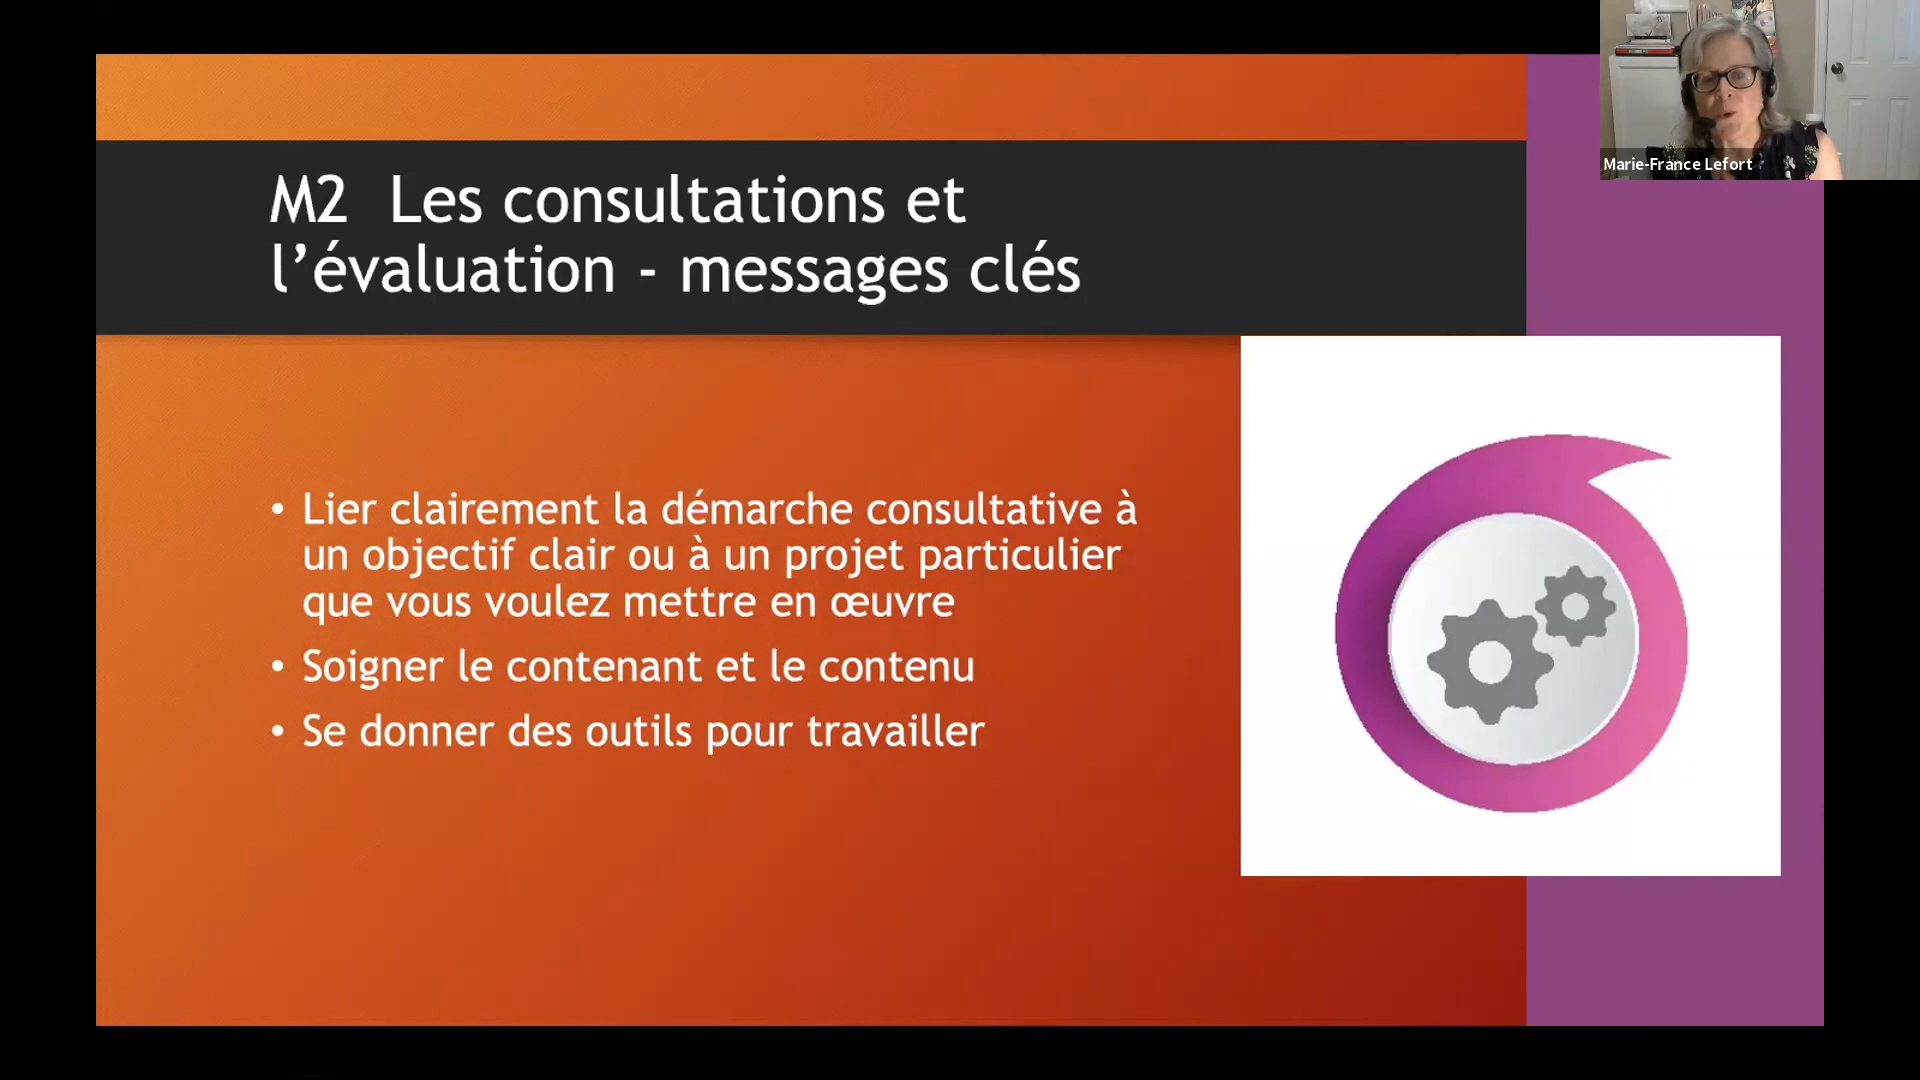 M2 Les consultations et
l’évaluation - messages clés
• Lier clairement la démarche consultative à
un objectif clair ou à un projet particulier
que vous voulez mettre en œuvre
• Soigner le contenant et le contenu
• Se donner des outils pour travailler
Marie-France Lefort